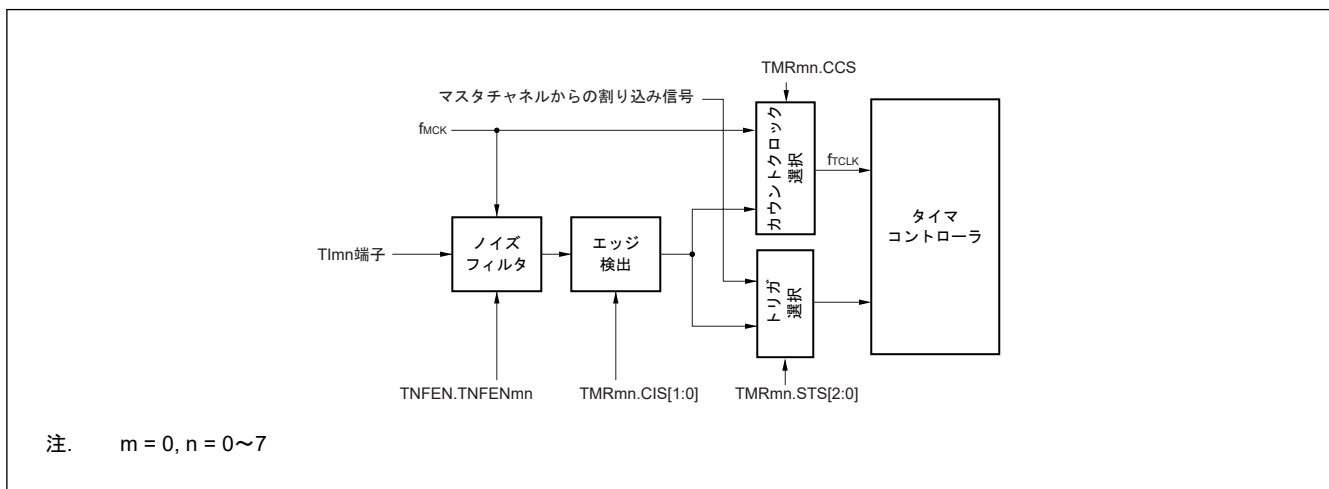 TMRmn.CCS
マスタチャネルからの割り込み信号
fMCK
カウントクロック
選択
fTCLK
タイマ
コントローラ
TImn端子
ノイズ
フィルタ
エッジ
検出
トリガ
選択
TNFEN.TNFENmn
TMRmn.CIS[1:0]
TMRmn.STS[2:0]
注. m = 0, n = 0〜7